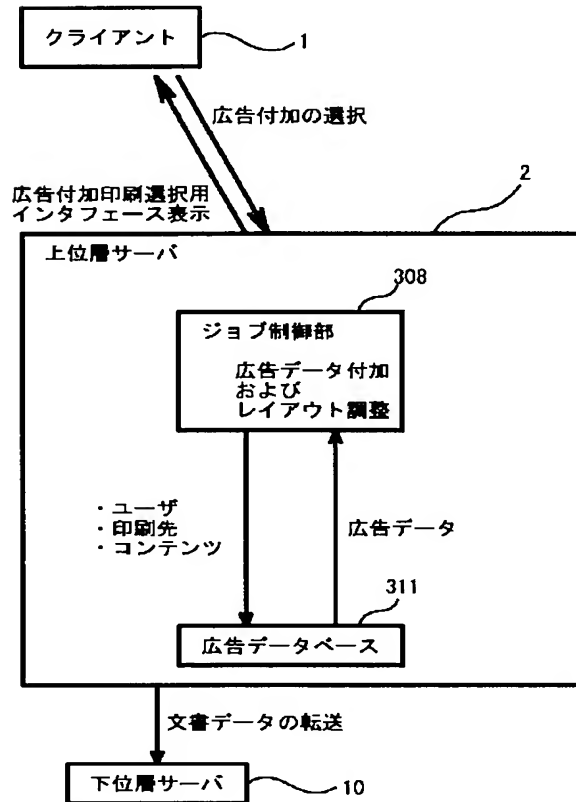 クライアント
1
広告付加の選択
広告付加印刷選択用
インタフェース表示
2
上位層サーバ
308
ジョブ制御部
広告データ付加
および
レイアウト調整
・ユーザ
・印刷先
・コンテンツ
広告データ
311
広告データベース
文書データの転送
下位層サーバ
10